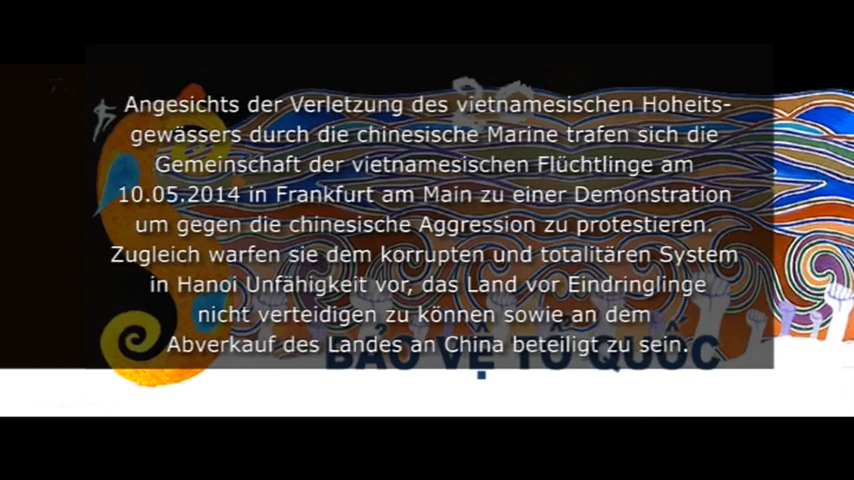 Angesichts der Verletzung des vietnamesischen Hoheits-
gewässers durch die chinesische Marine trafen sich die
Gemeinschaft der vietnamesischen Flüchtlinge am
10.05.2014 in Frankfurt am Main zu einer Demonstration
um gegen die chinesische Aggression zu protestieren.
Zugleich warfen sie dem korrupten und totalitären System
in Hanoi Unfähigkeit vor, das Land vor Eindringlinge
nicht verteidigen zu können sowie an dem
Abverkauf des Landes an China beteiligt zu sein.
BẢO VỆ TỔ QUỐC